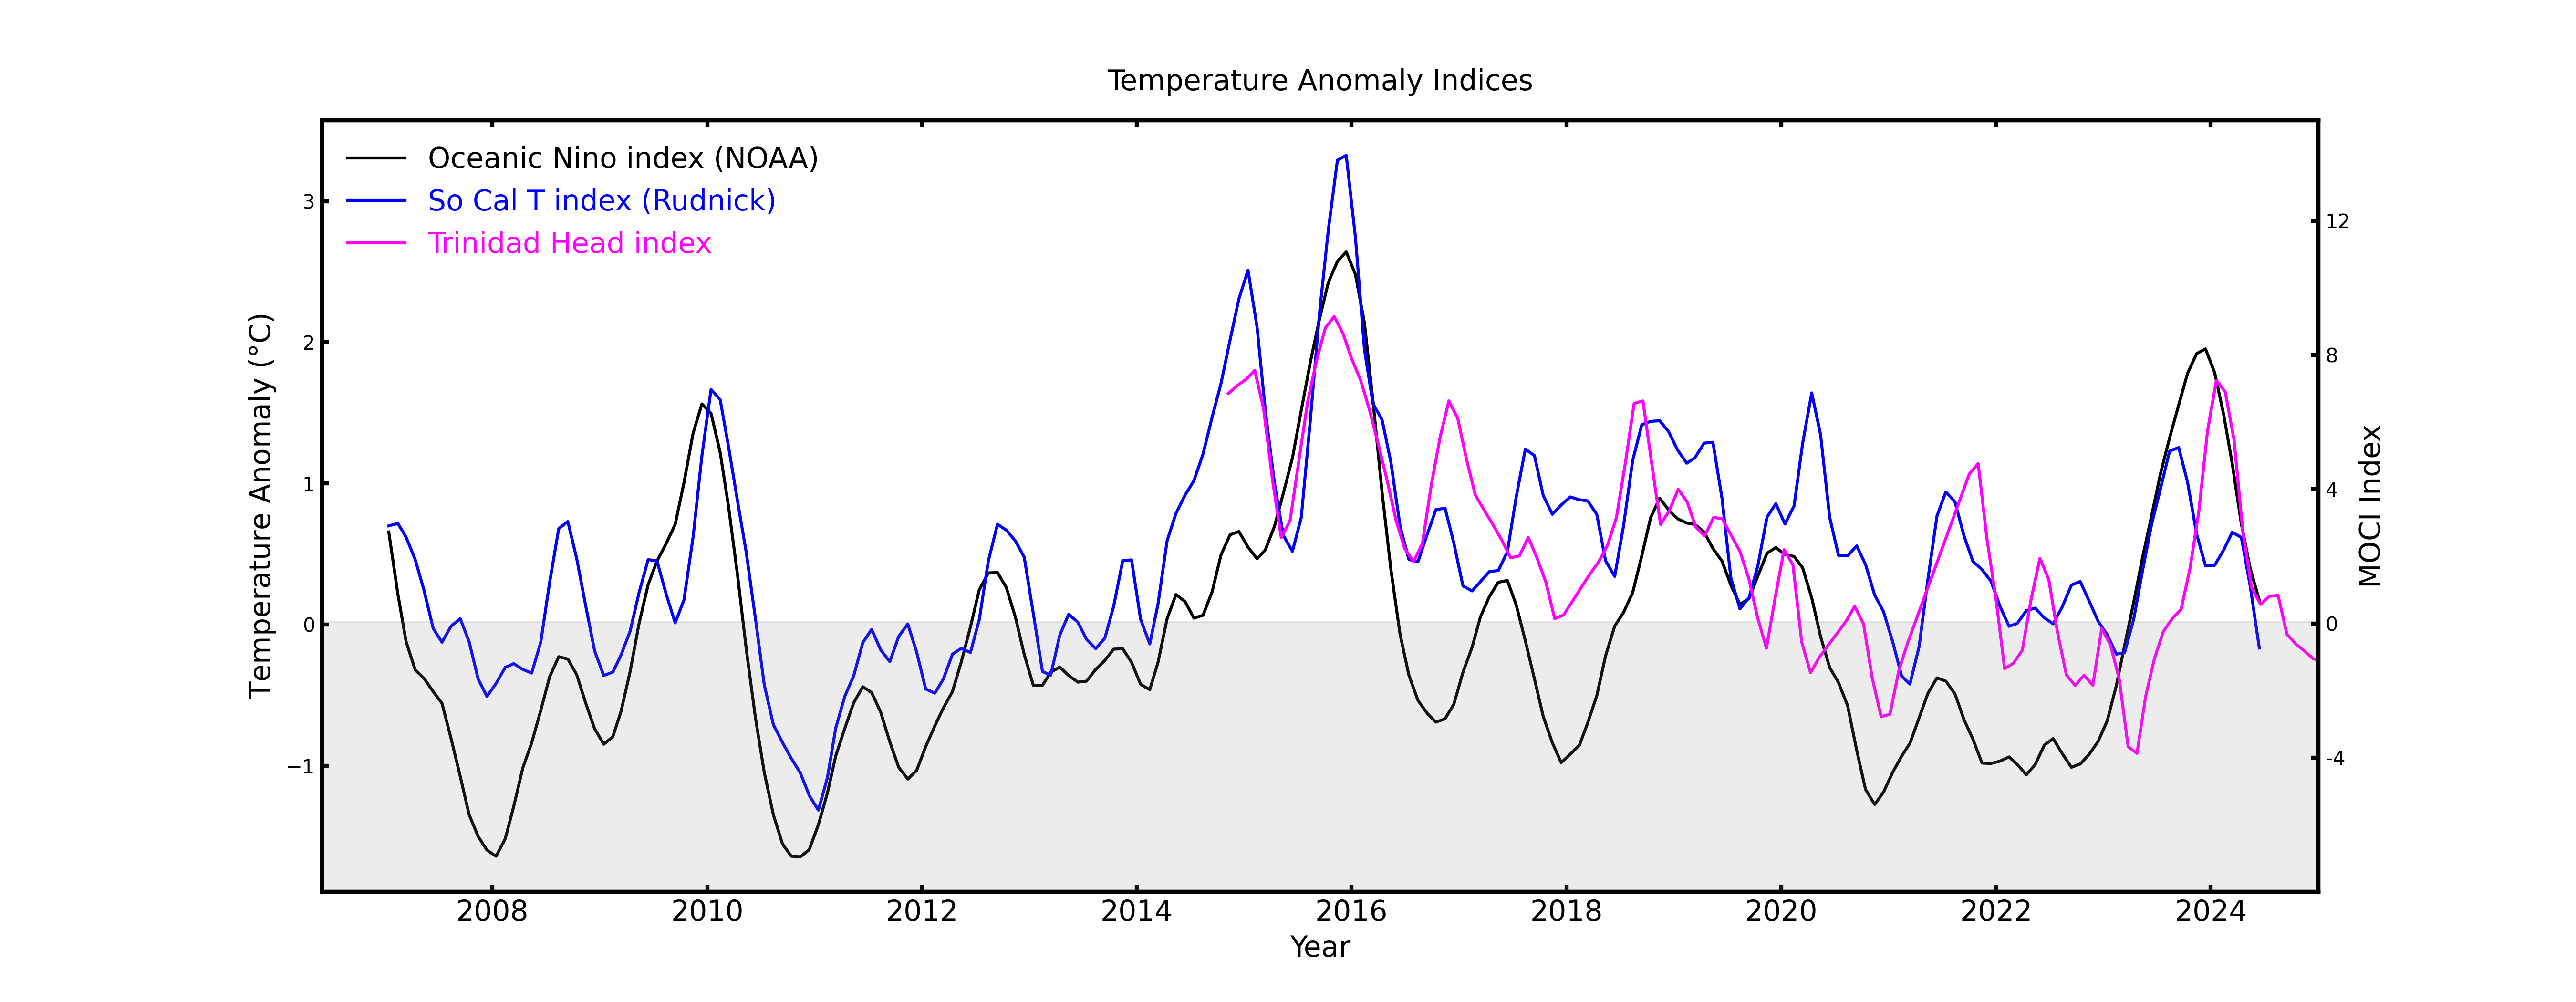 Temperature Anomaly Indices
Oceanic Nino index (NOAA)
So Cal T index (Rudnick)
Trinidad Head index
Temperature Anomaly (°C)
3
2
1
0
−1
12
8
4
0
-4
MOCI Index
2008 2010 2012 2014 2016 2018 2020 2022 2024
Year